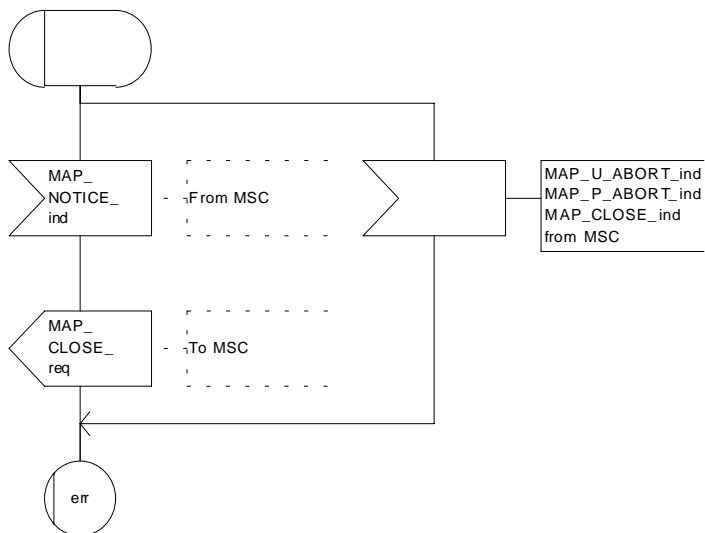 MAP_
NOTICE_
ind
From MSC
MAP_U_ABORT_ind
MAP_P_ABORT_ind
MAP_CLOSE_ind
from MSC
MAP_
CLOSE_
req
To MSC
err